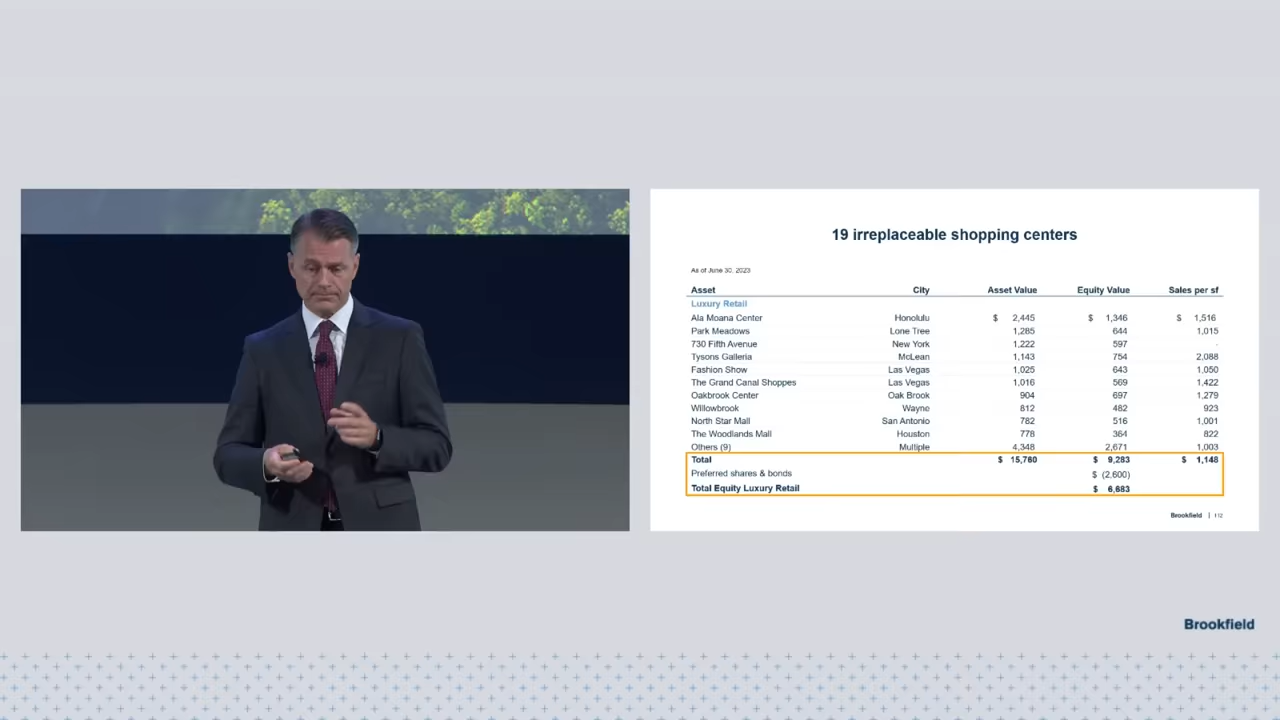 19 irreplaceable shopping centers
As of June 30, 2023
Asset City Asset Value Equity Value Sales per sf
Luxury Retail
Ala Moana Center Honolulu $ 2,445 $ 1,346 $ 1,516
Park Meadows Lone Tree 1,285 644 1,015
730 Fifth Avenue New York 1,222 597 -
Tysons Galleria McLean 1,143 754 2,088
Fashion Show Las Vegas 1,025 643 1,050
The Grand Canal Shoppes Las Vegas 1,016 569 1,422
Oakbrook Center Oak Brook 904 697 1,279
Willowbrook Wayne 812 482 923
North Star Mall San Antonio 782 516 1,001
The Woodlands Mall Houston 778 364 822
Others (9) Multiple 4,348 2,671 1,003
Total $ 15,760 $ 9,283 $ 1,148
Preferred shares & bonds $ (2,600)
Total Equity Luxury Retail $ 6,683
Brookfield | 112
Brookfield